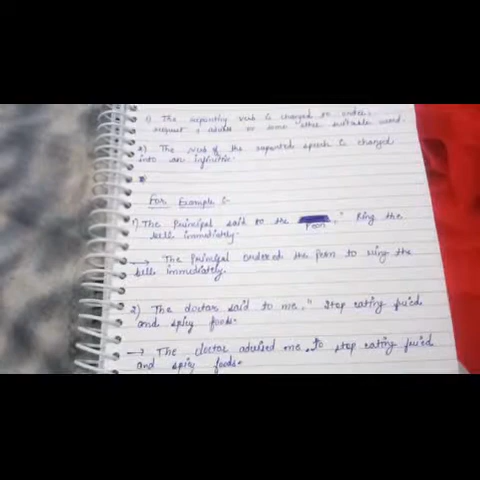 1) The reporting verb is changed to order,
request, advise or some other suitable word.
2) The verb of the reported speech is changed
into an infinitive.
For Example :-
1) The Principal said to the Peon, " Ring the
bell immediately.
→ The Principal ordered the Peon to ring the
bell immediately.
2) The doctor said to me, " Stop eating fried
and spicy foods.
→ The doctor advised me, to stop eating fried
and spicy foods.